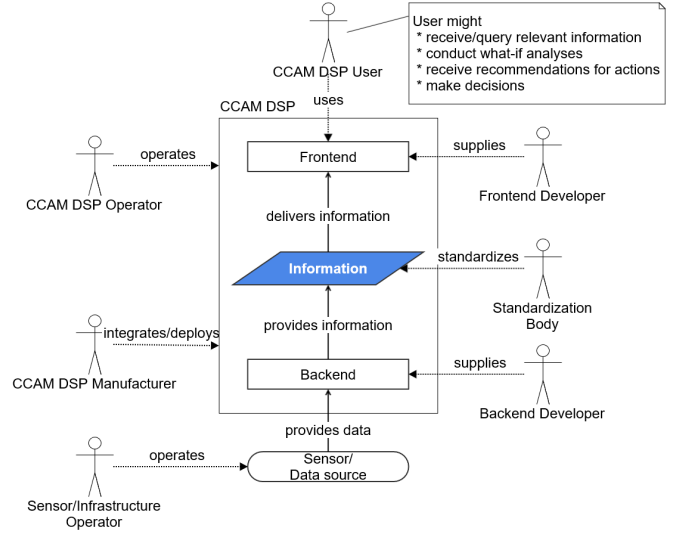 User might
* receive/query relevant information
* conduct what-if analyses
* receive recommendations for actions
* make decisions
CCAM DSP User
uses
CCAM DSP
Frontend
operates
CCAM DSP Operator
supplies
Frontend Developer
delivers information
Information
standardizes
Standardization
Body
provides information
integrates/deploys
CCAM DSP Manufacturer
Backend
supplies
Backend Developer
provides data
Sensor/
Data source
operates
Sensor/Infrastructure
Operator